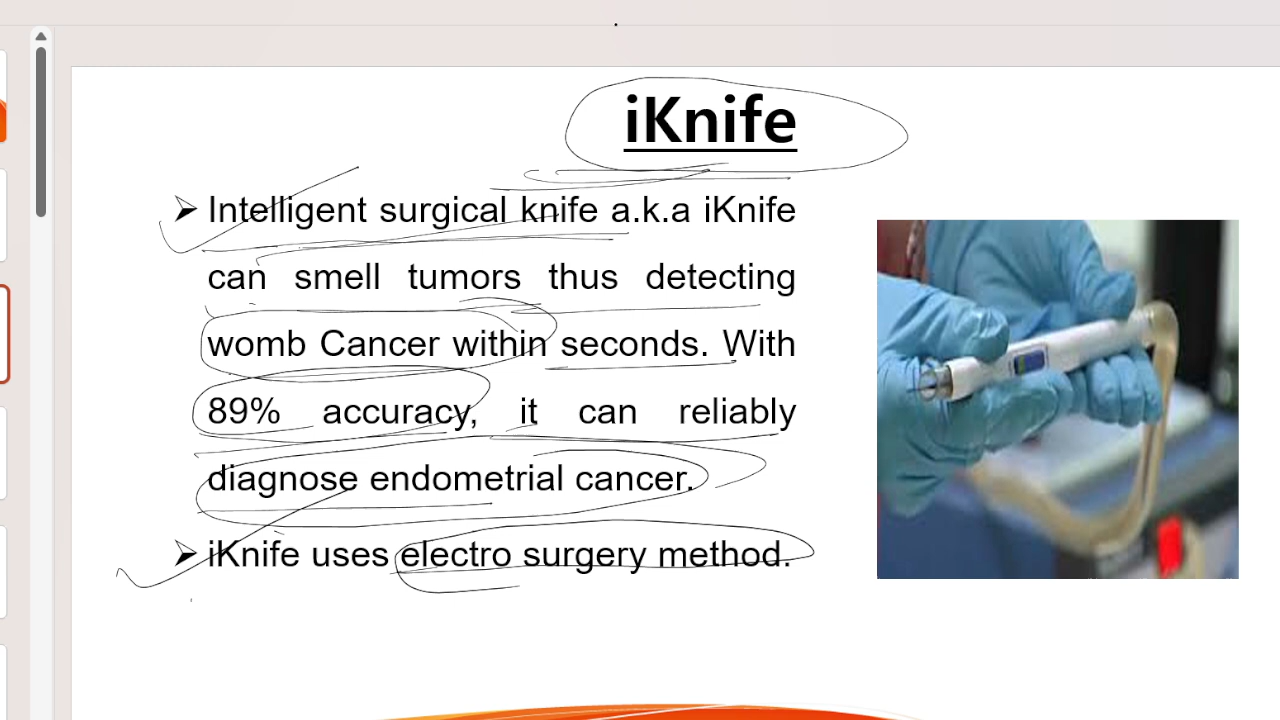 iKnife
➢ Intelligent surgical knife a.k.a iKnife
can smell tumors thus detecting
womb Cancer within seconds. With
89% accuracy, it can reliably
diagnose endometrial cancer.
➢ iKnife uses electro surgery method.